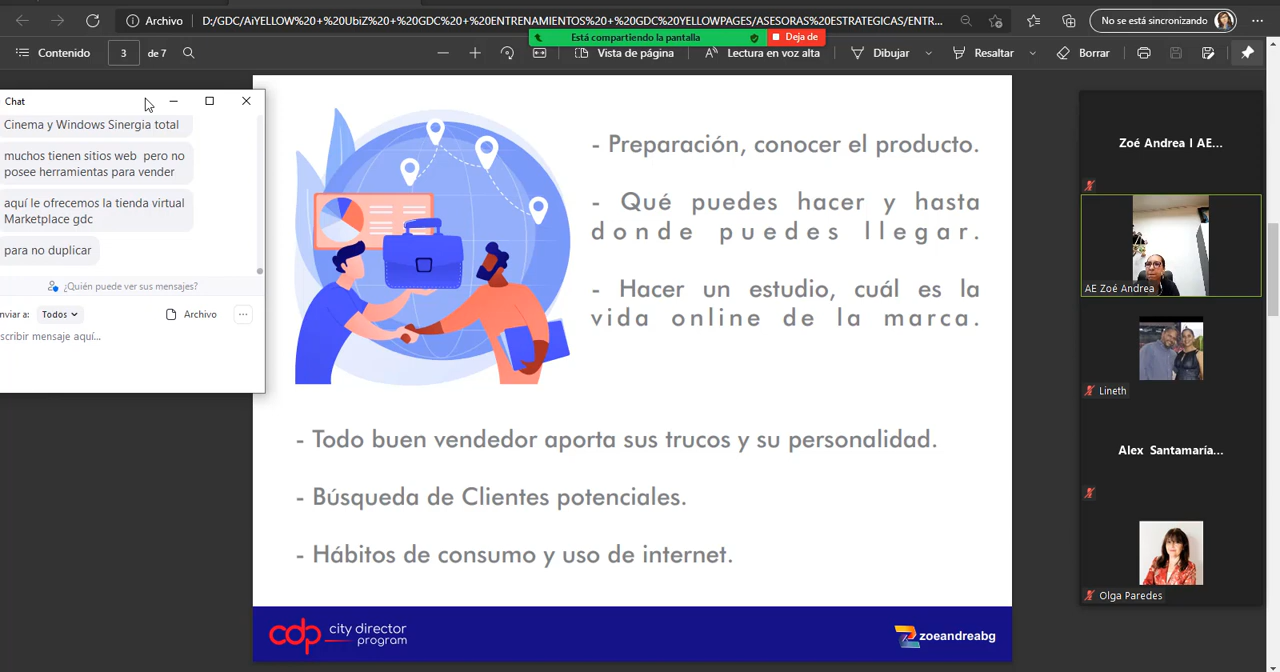 Archivo
D:/GDC/AiYELLOW%20+%20UbiZ%20+%20GDC%20+%20ENTRENAMIENTOS%20+%20GDC%20YELLOWPAGES/ASESORAS%20ESTRATEGICAS/ENTR...
No se está sincronizando
Está compartiendo la pantalla
Deja de
Contenido
3
de 7
Vista de página
Lectura en voz alta
Dibujar
Resaltar
Borrar
Chat
Cinema y Windows Sinergia total
muchos tienen sitios web pero no
posee herramientas para vender
aquí le ofrecemos la tienda virtual
Marketplace gdc
para no duplicar
¿Quién puede ver sus mensajes?
nviar a:
Todos
Archivo
scribir mensaje aquí...
- Preparación, conocer el producto.
- Qué puedes hacer y hasta
donde puedes llegar.
- Hacer un estudio, cuál es la
vida online de la marca.
- Todo buen vendedor aporta sus trucos y su personalidad.
- Búsqueda de Clientes potenciales.
- Hábitos de consumo y uso de internet.
cdp city director
program
zoeandreabg
Zoé Andrea I AE...
AE Zoé Andrea
Lineth
Alex Santamaría...
Olga Paredes